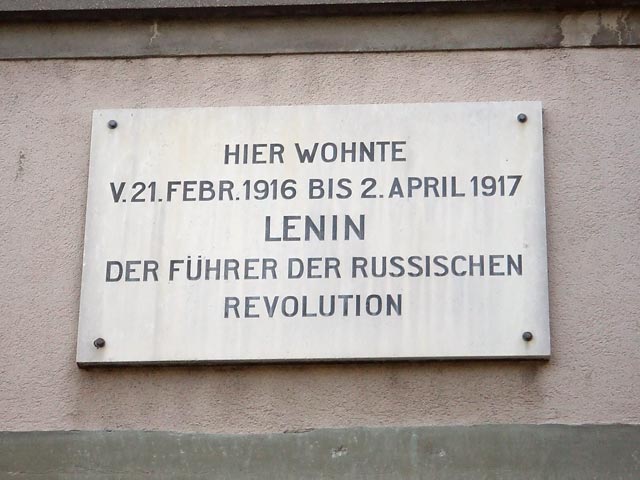 HIER WOHNTE
V. 21. FEBR. 1916 BIS 2. APRIL 1917
LENIN
DER FÜHRER DER RUSSISCHEN
REVOLUTION